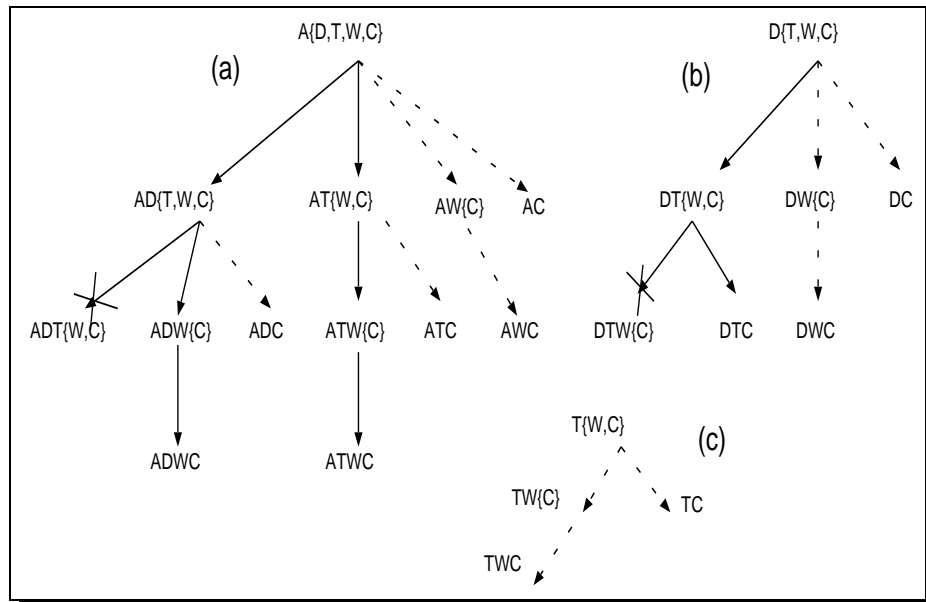 A{D,T,W,C}
D{T,W,C}
(a)
(b)
AD{T,W,C}
AT{W,C}
AW{C}
AC
DT{W,C}
DW{C}
DC
ADT{W,C}
ADW{C}
ADC
ATW{C}
ATC
AWC
DTW{C}
DTC
DWC
ADWC
ATWC
T{W,C}
(c)
TW{C}
TC
TWC